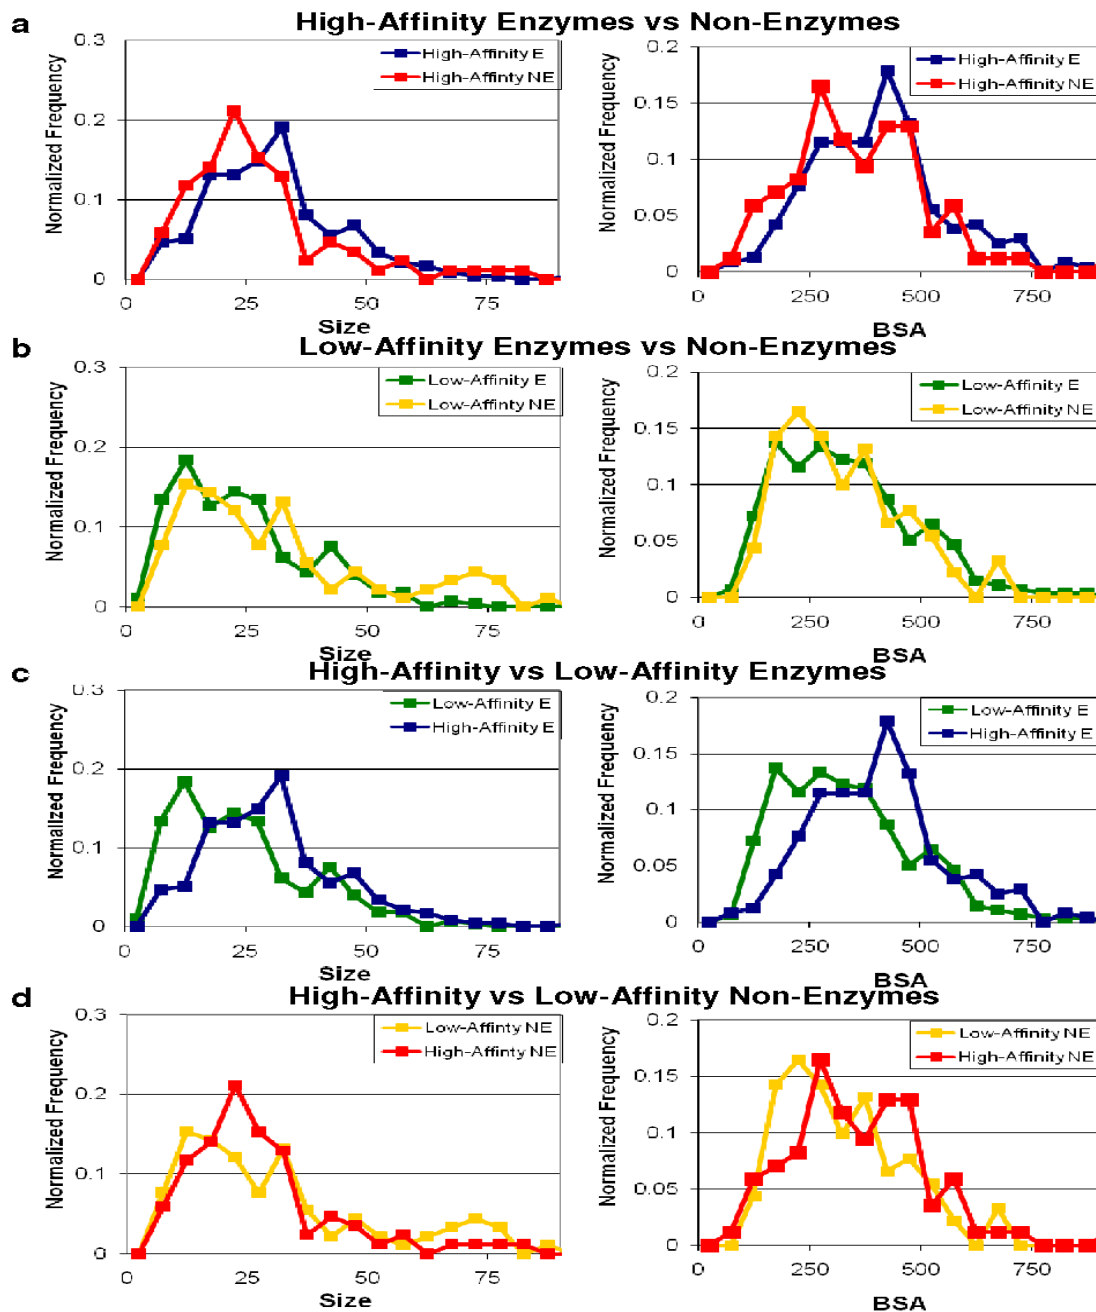 a High-Affinity Enzymes vs Non-Enzymes
Normalized Frequency
0.3
0.2
0.1
0
High-Affinity E
High-Affinty NE
0 25 50 75
Size
Normalized Frequency
0.2
0.15
0.1
0.05
0
High-Affinity E
High-Affinty NE
0 250 500 750
BSA
b Low-Affinity Enzymes vs Non-Enzymes
Normalized Frequency
0.3
0.2
0.1
0
Low-Affinity E
Low-Affinty NE
0 25 50 75
Size
Normalized Frequency
0.2
0.15
0.1
0.05
0
Low-Affinity E
Low-Affinty NE
0 250 500 750
BSA
c High-Affinity vs Low-Affinity Enzymes
Normalized Frequency
0.3
0.2
0.1
0
Low-Affinity E
High-Affinity E
0 25 50 75
Size
Normalized Frequency
0.2
0.15
0.1
0.05
0
Low-Affinity E
High-Affinity E
0 250 500 750
BSA
d High-Affinity vs Low-Affinity Non-Enzymes
Normalized Frequency
0.3
0.2
0.1
0
Low-Affinty NE
High-Affinty NE
0 25 50 75
Size
Normalized Frequency
0.2
0.15
0.1
0.05
0
Low-Affinty NE
High-Affinty NE
0 250 500 750
BSA